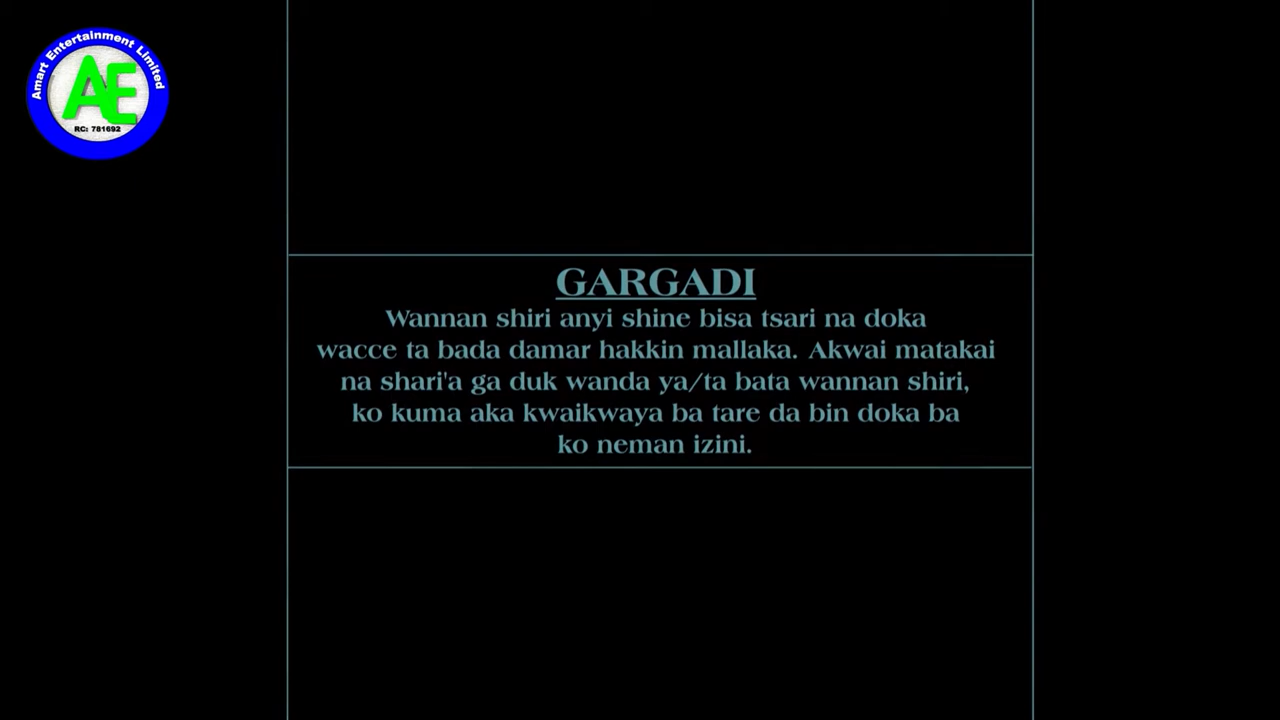 Amart Entertainment Limited
AE
RC: 781692
GARGADI
Wannan shiri anyi shine bisa tsari na doka
wacce ta bada damar hakkin mallaka. Akwai matakai
na shari'a ga duk wanda ya/ta bata wannan shiri,
ko kuma aka kwaikwaya ba tare da bin doka ba
ko neman izini.